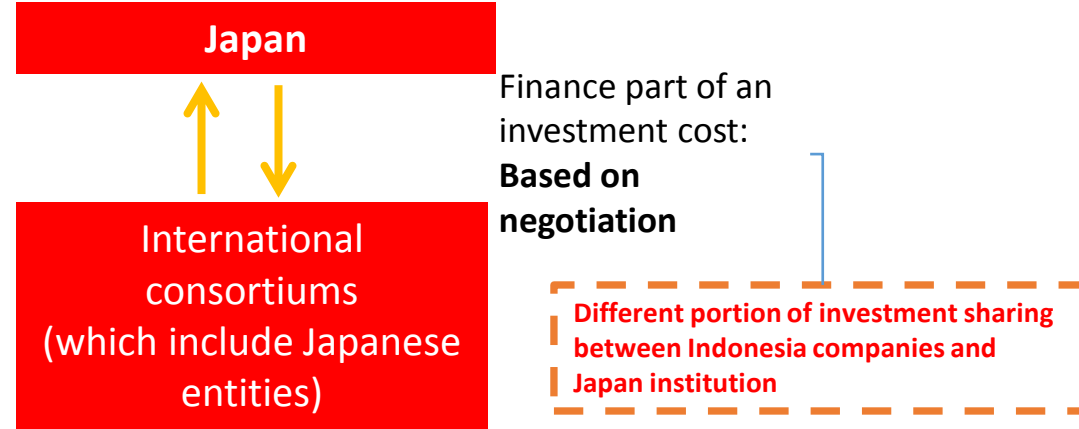 Japan
Finance part of an
investment cost:
Based on
negotiation
International
consortiums
(which include Japanese
entities)
Different portion of investment sharing
between Indonesia companies and
Japan institution